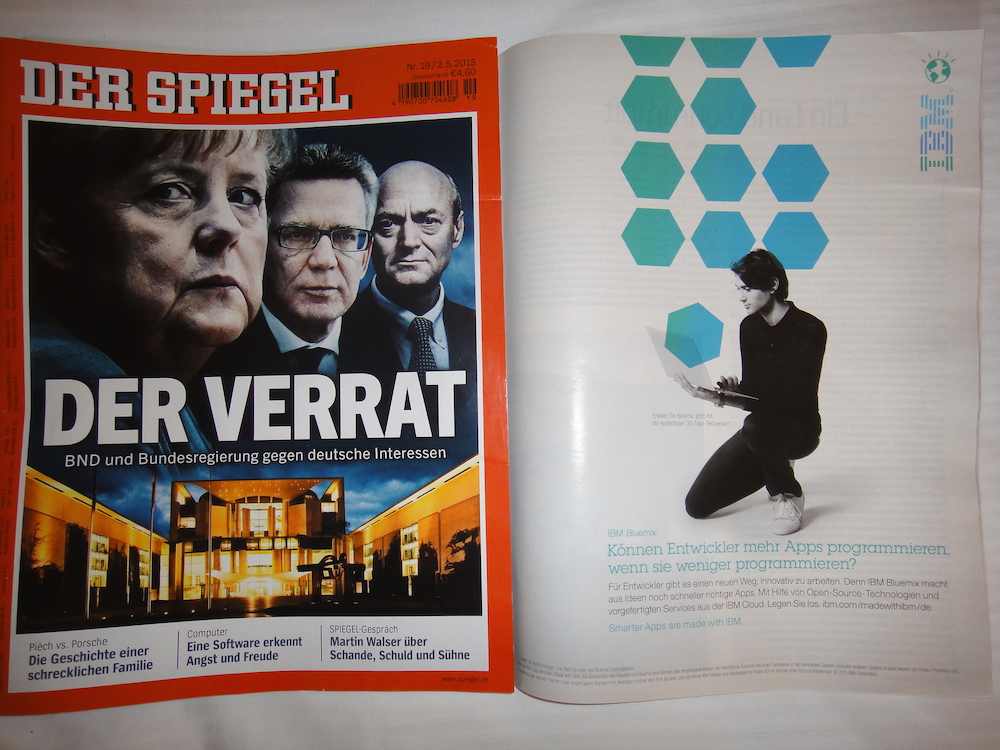 DER SPIEGEL
Nr. 19 / 2.5.2015
Deutschland €4,60
4 190700 704608 19
DER VERRAT
BND und Bundesregierung gegen deutsche Interessen
Piëch vs. Porsche
Die Geschichte einer
schrecklichen Familie
Computer
Eine Software erkennt
Angst und Freude
SPIEGEL-Gespräch
Martin Walser über
Schande, Schuld und Sühne
www.spiegel.de
IBM
Erleben Sie Bluemix jetzt mit
der kostenlosen 30-Tage-Testversion*
IBM Bluemix:
Können Entwickler mehr Apps programmieren,
wenn sie weniger programmieren?
Für Entwickler gibt es einen neuen Weg, innovativ zu arbeiten. Denn IBM Bluemix macht
aus Ideen noch schneller richtige Apps. Mit Hilfe von Open-Source-Technologien und
vorgefertigten Services aus der IBM Cloud. Legen Sie los. ibm.com/madewithibm/de
Smarter Apps are made with IBM.